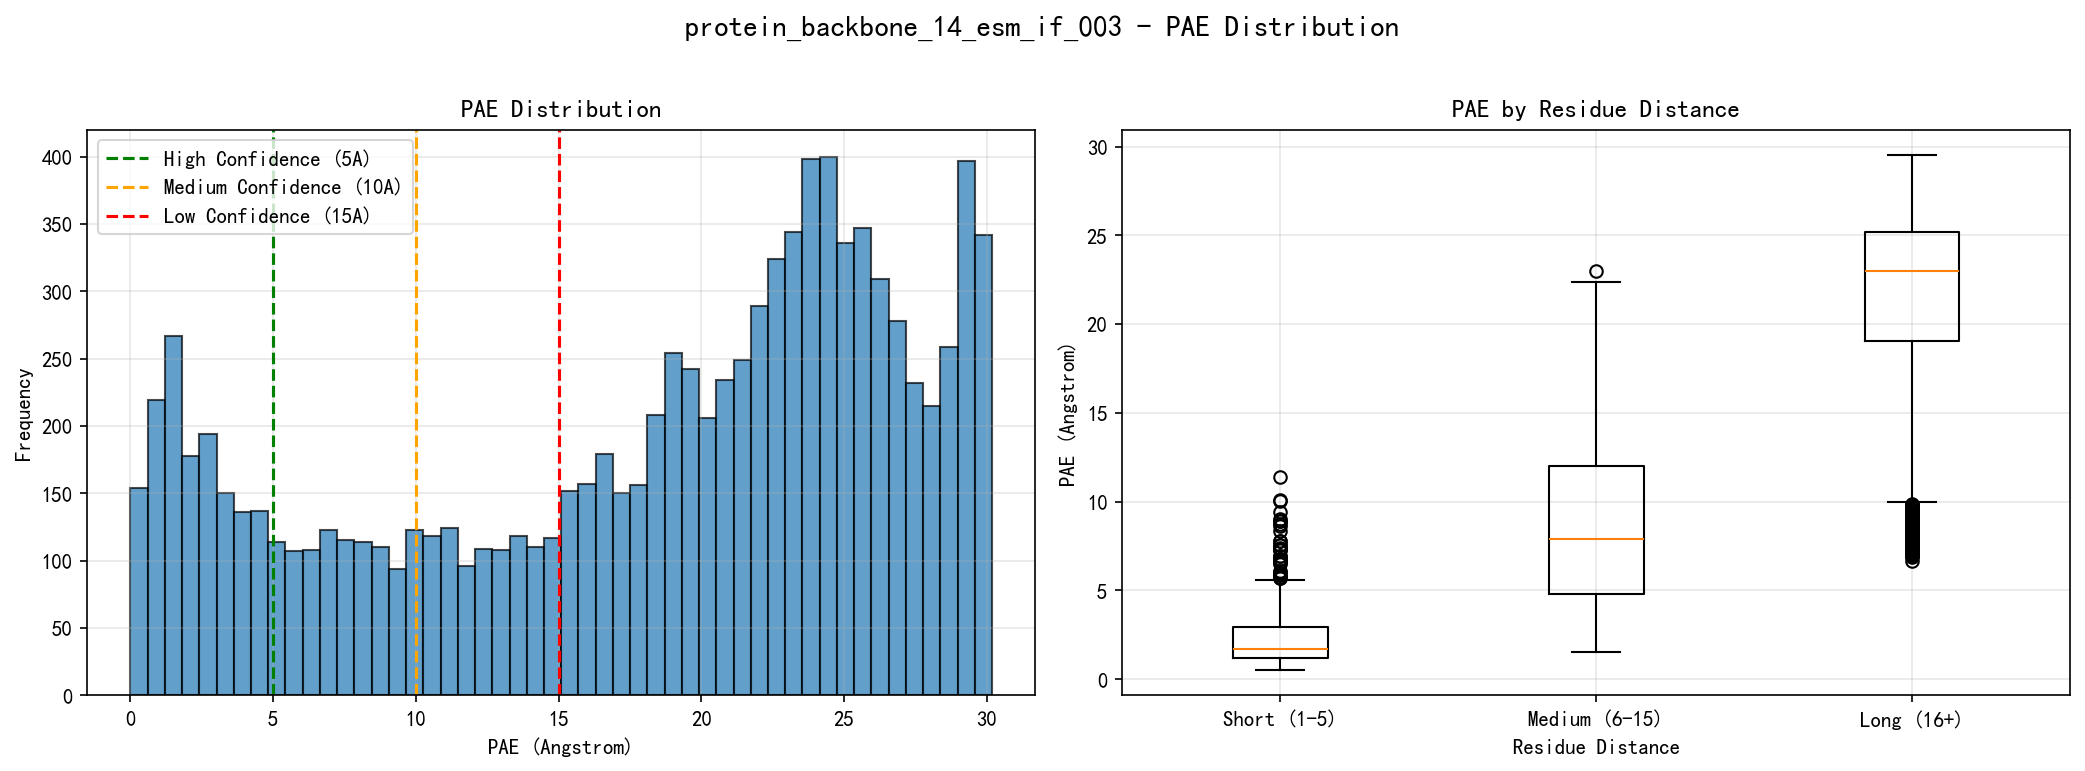 protein_backbone_14_esm_if_003 - PAE Distribution
PAE Distribution
High Confidence (5A)
Medium Confidence (10A)
Low Confidence (15A)
Frequency
400
350
300
250
200
150
100
50
0
0 5 10 15 20 25 30
PAE (Angstrom)
PAE by Residue Distance
PAE (Angstrom)
30
25
20
15
10
5
0
Short (1-5) Medium (6-15) Long (16+)
Residue Distance